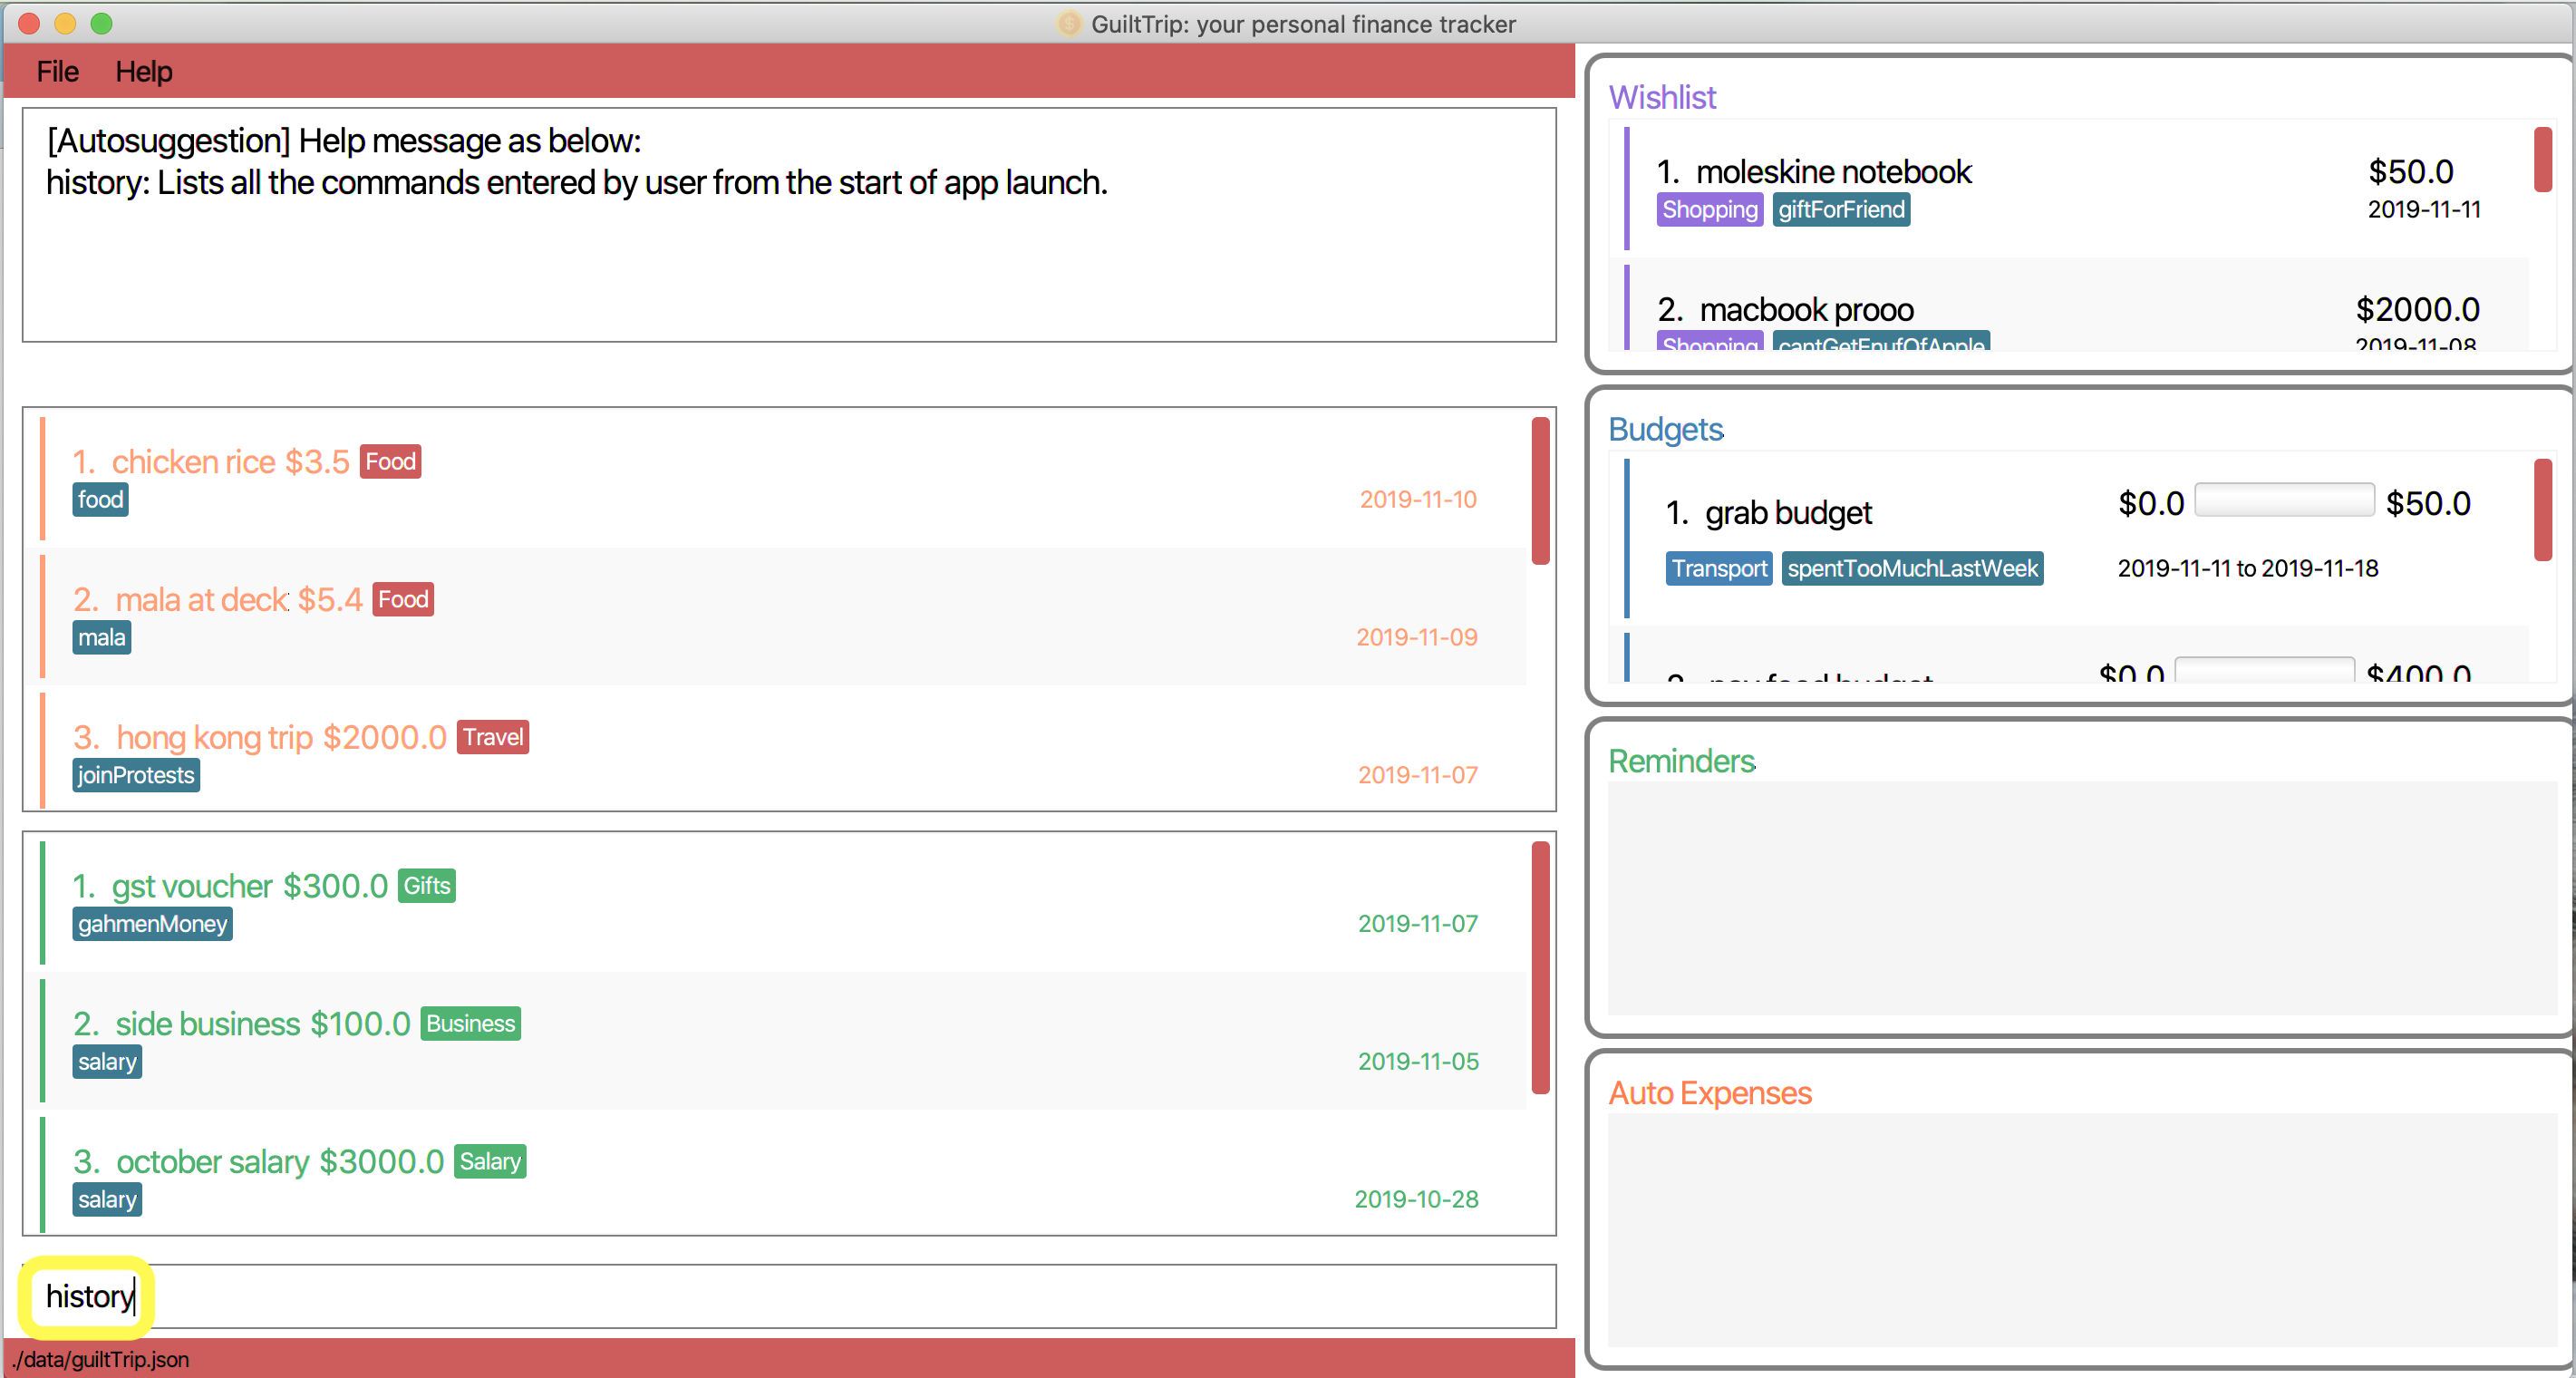 GuiltTrip: your personal finance tracker
File Help
[Autosuggestion] Help message as below:
history: Lists all the commands entered by user from the start of app launch.
1. chicken rice $3.5 Food
food 2019-11-10
2. mala at deck $5.4 Food
mala 2019-11-09
3. hong kong trip $2000.0 Travel
joinProtests 2019-11-07
1. gst voucher $300.0 Gifts
gahmenMoney 2019-11-07
2. side business $100.0 Business
salary 2019-11-05
3. october salary $3000.0 Salary
salary 2019-10-28
history
./data/guiltTrip.json
Wishlist
1. moleskine notebook $50.0
Shopping giftForFriend 2019-11-11
2. macbook prooo $2000.0
Shopping cantGetEnufOfApple 2019-11-08
Budgets
1. grab budget $0.0 $50.0
Transport spentTooMuchLastWeek 2019-11-11 to 2019-11-18
$0.0 $400.0
Reminders
Auto Expenses